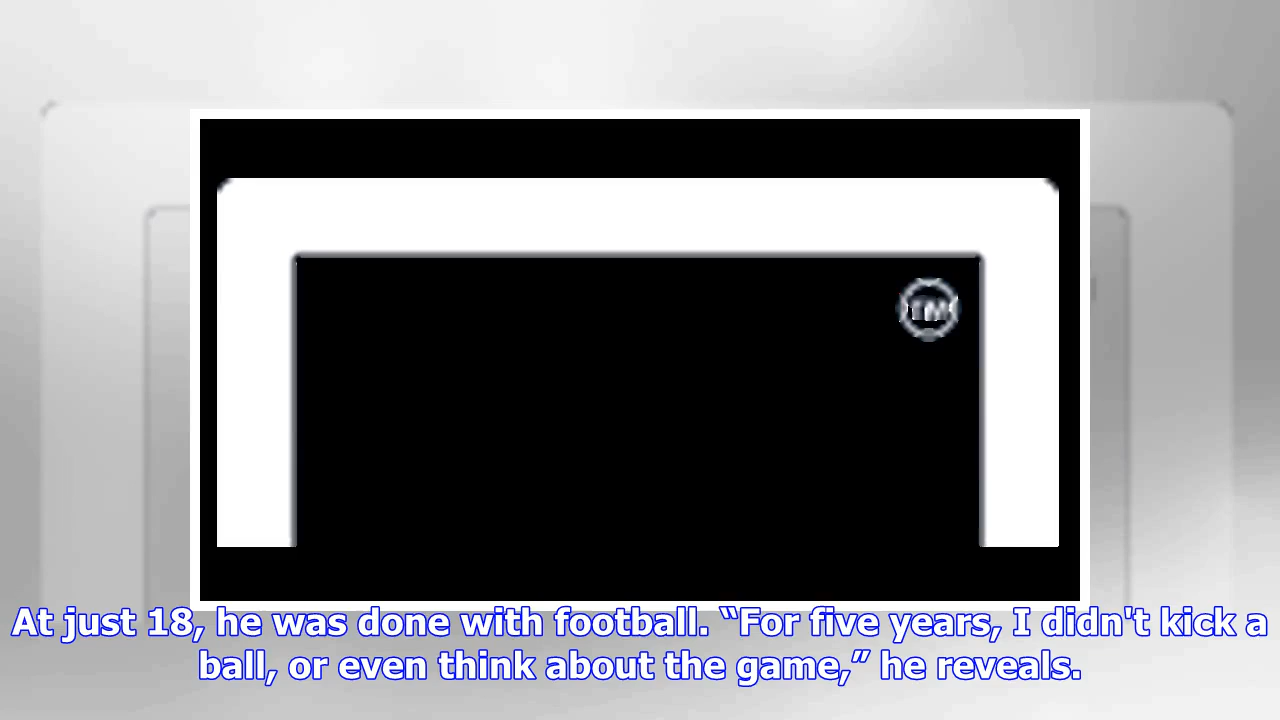 TM
At just 18, he was done with football. “For five years, I didn't kick a
ball, or even think about the game,” he reveals.